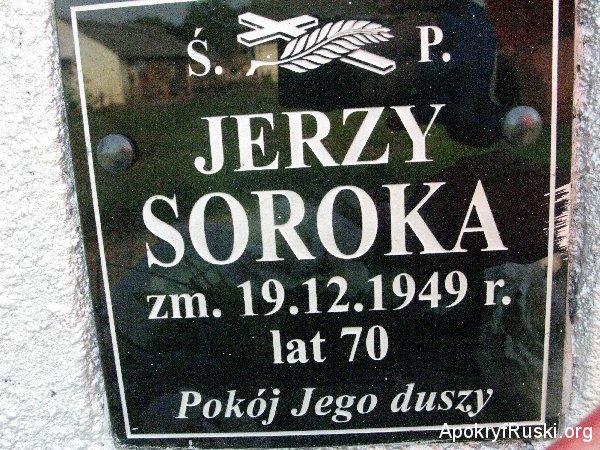 Ś. P.
JERZY
SOROKA
zm. 19.12.1949 r.
lat 70
Pokój Jego duszy
ApokryfRuski.org